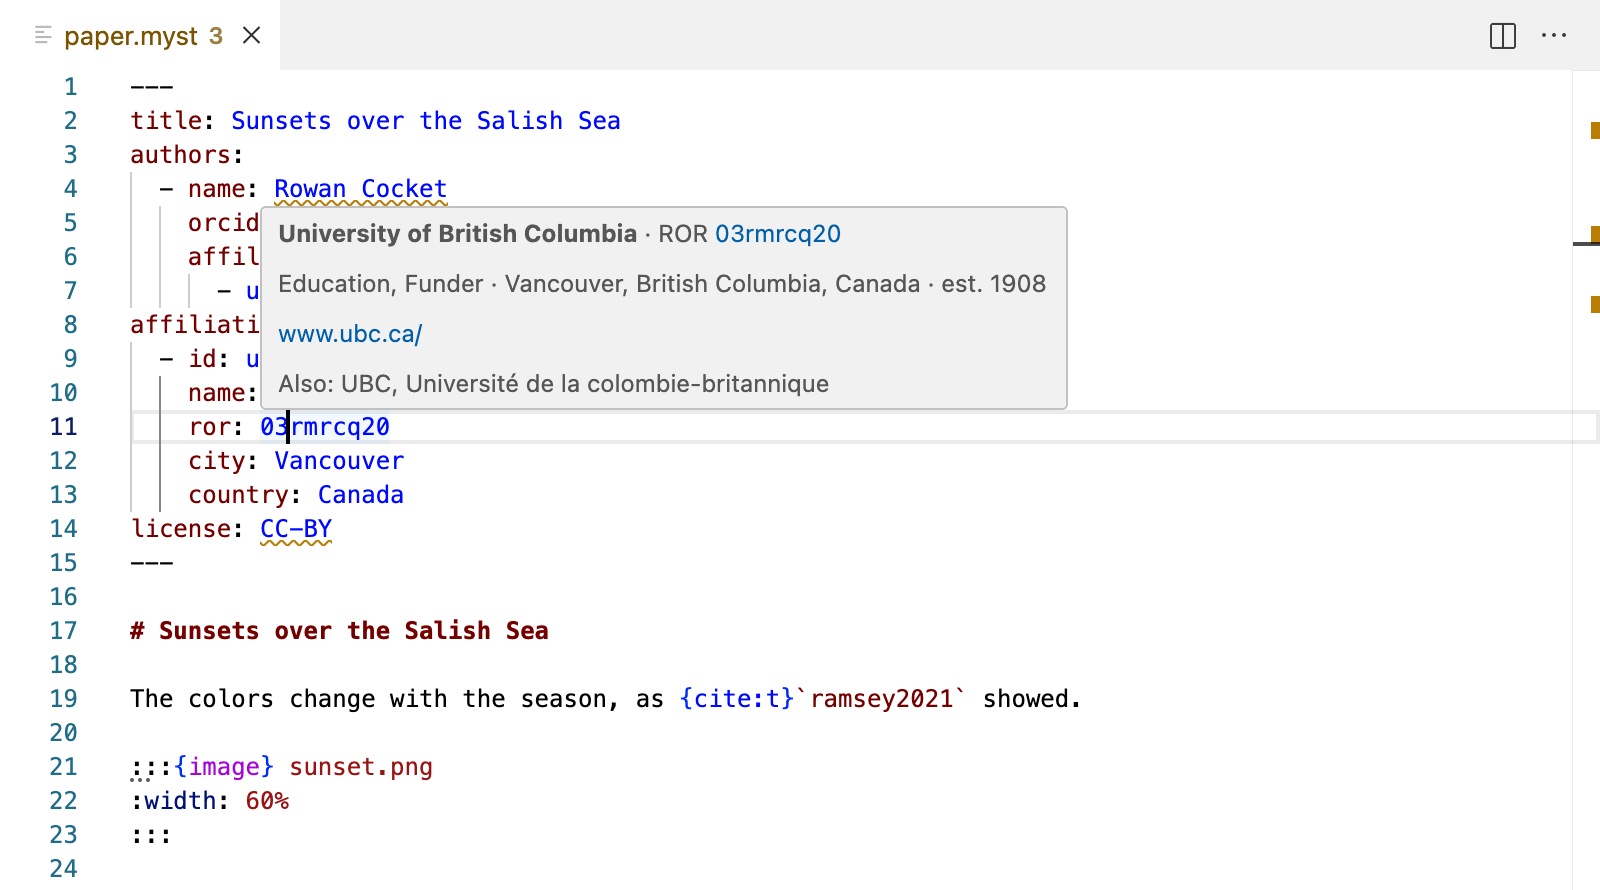 paper.myst 3
1 ---
2 title: Sunsets over the Salish Sea
3 authors:
4 - name: Rowan Cocket
5 orcid
6 affil
7 - u
8 affiliati
9 - id: u
10 name:
University of British Columbia · ROR 03rmrcq20
Education, Funder · Vancouver, British Columbia, Canada · est. 1908
www.ubc.ca/
Also: UBC, Université de la colombie-britannique
11 ror: 03rmrcq20
12 city: Vancouver
13 country: Canada
14 license: CC-BY
15 ---
16
17 # Sunsets over the Salish Sea
18
19 The colors change with the season, as {cite:t}`ramsey2021` showed.
20
21 :::{image} sunset.png
22 :width: 60%
23 :::
24